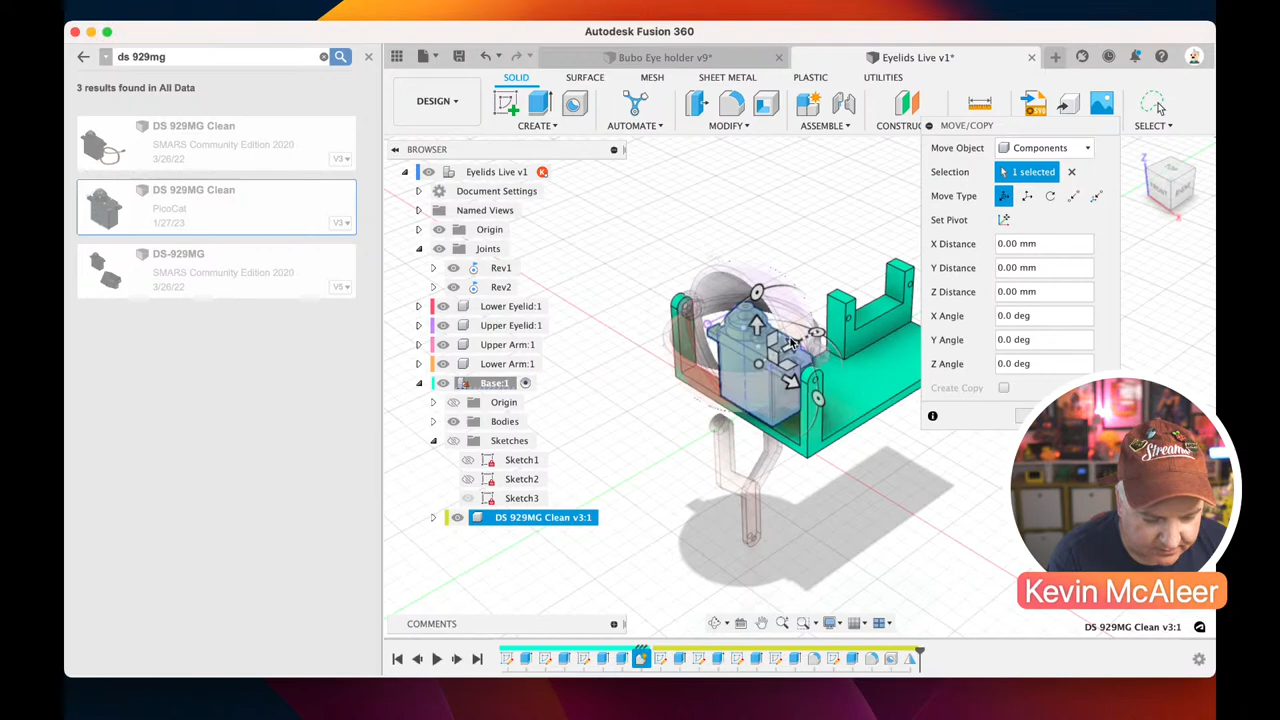 Autodesk Fusion 360
ds 929mg
Bubo Eye holder v9*
Eyelids Live v1*
3 results found in All Data
DS 929MG Clean
SMARS Community Edition 2020
3/26/22
V3
DS 929MG Clean
PicoCat
1/27/23
V3
DS-929MG
SMARS Community Edition 2020
3/26/22
V5
DESIGN
SOLID
SURFACE
MESH
SHEET METAL
PLASTIC
UTILITIES
CREATE
AUTOMATE
MODIFY
ASSEMBLE
CONSTRUC
SELECT
BROWSER
Eyelids Live v1
Document Settings
Named Views
Origin
Joints
Rev1
Rev2
Lower Eyelid:1
Upper Eyelid:1
Upper Arm:1
Lower Arm:1
Base:1
Origin
Bodies
Sketches
Sketch1
Sketch2
Sketch3
DS 929MG Clean v3:1
MOVE/COPY
Move Object
Components
Selection
1 selected
Move Type
Set Pivot
X Distance
0.00 mm
Y Distance
0.00 mm
Z Distance
0.00 mm
X Angle
0.0 deg
Y Angle
0.0 deg
Z Angle
0.0 deg
Create Copy
Z
X
Streams
Kevin McAleer
COMMENTS
DS 929MG Clean v3:1